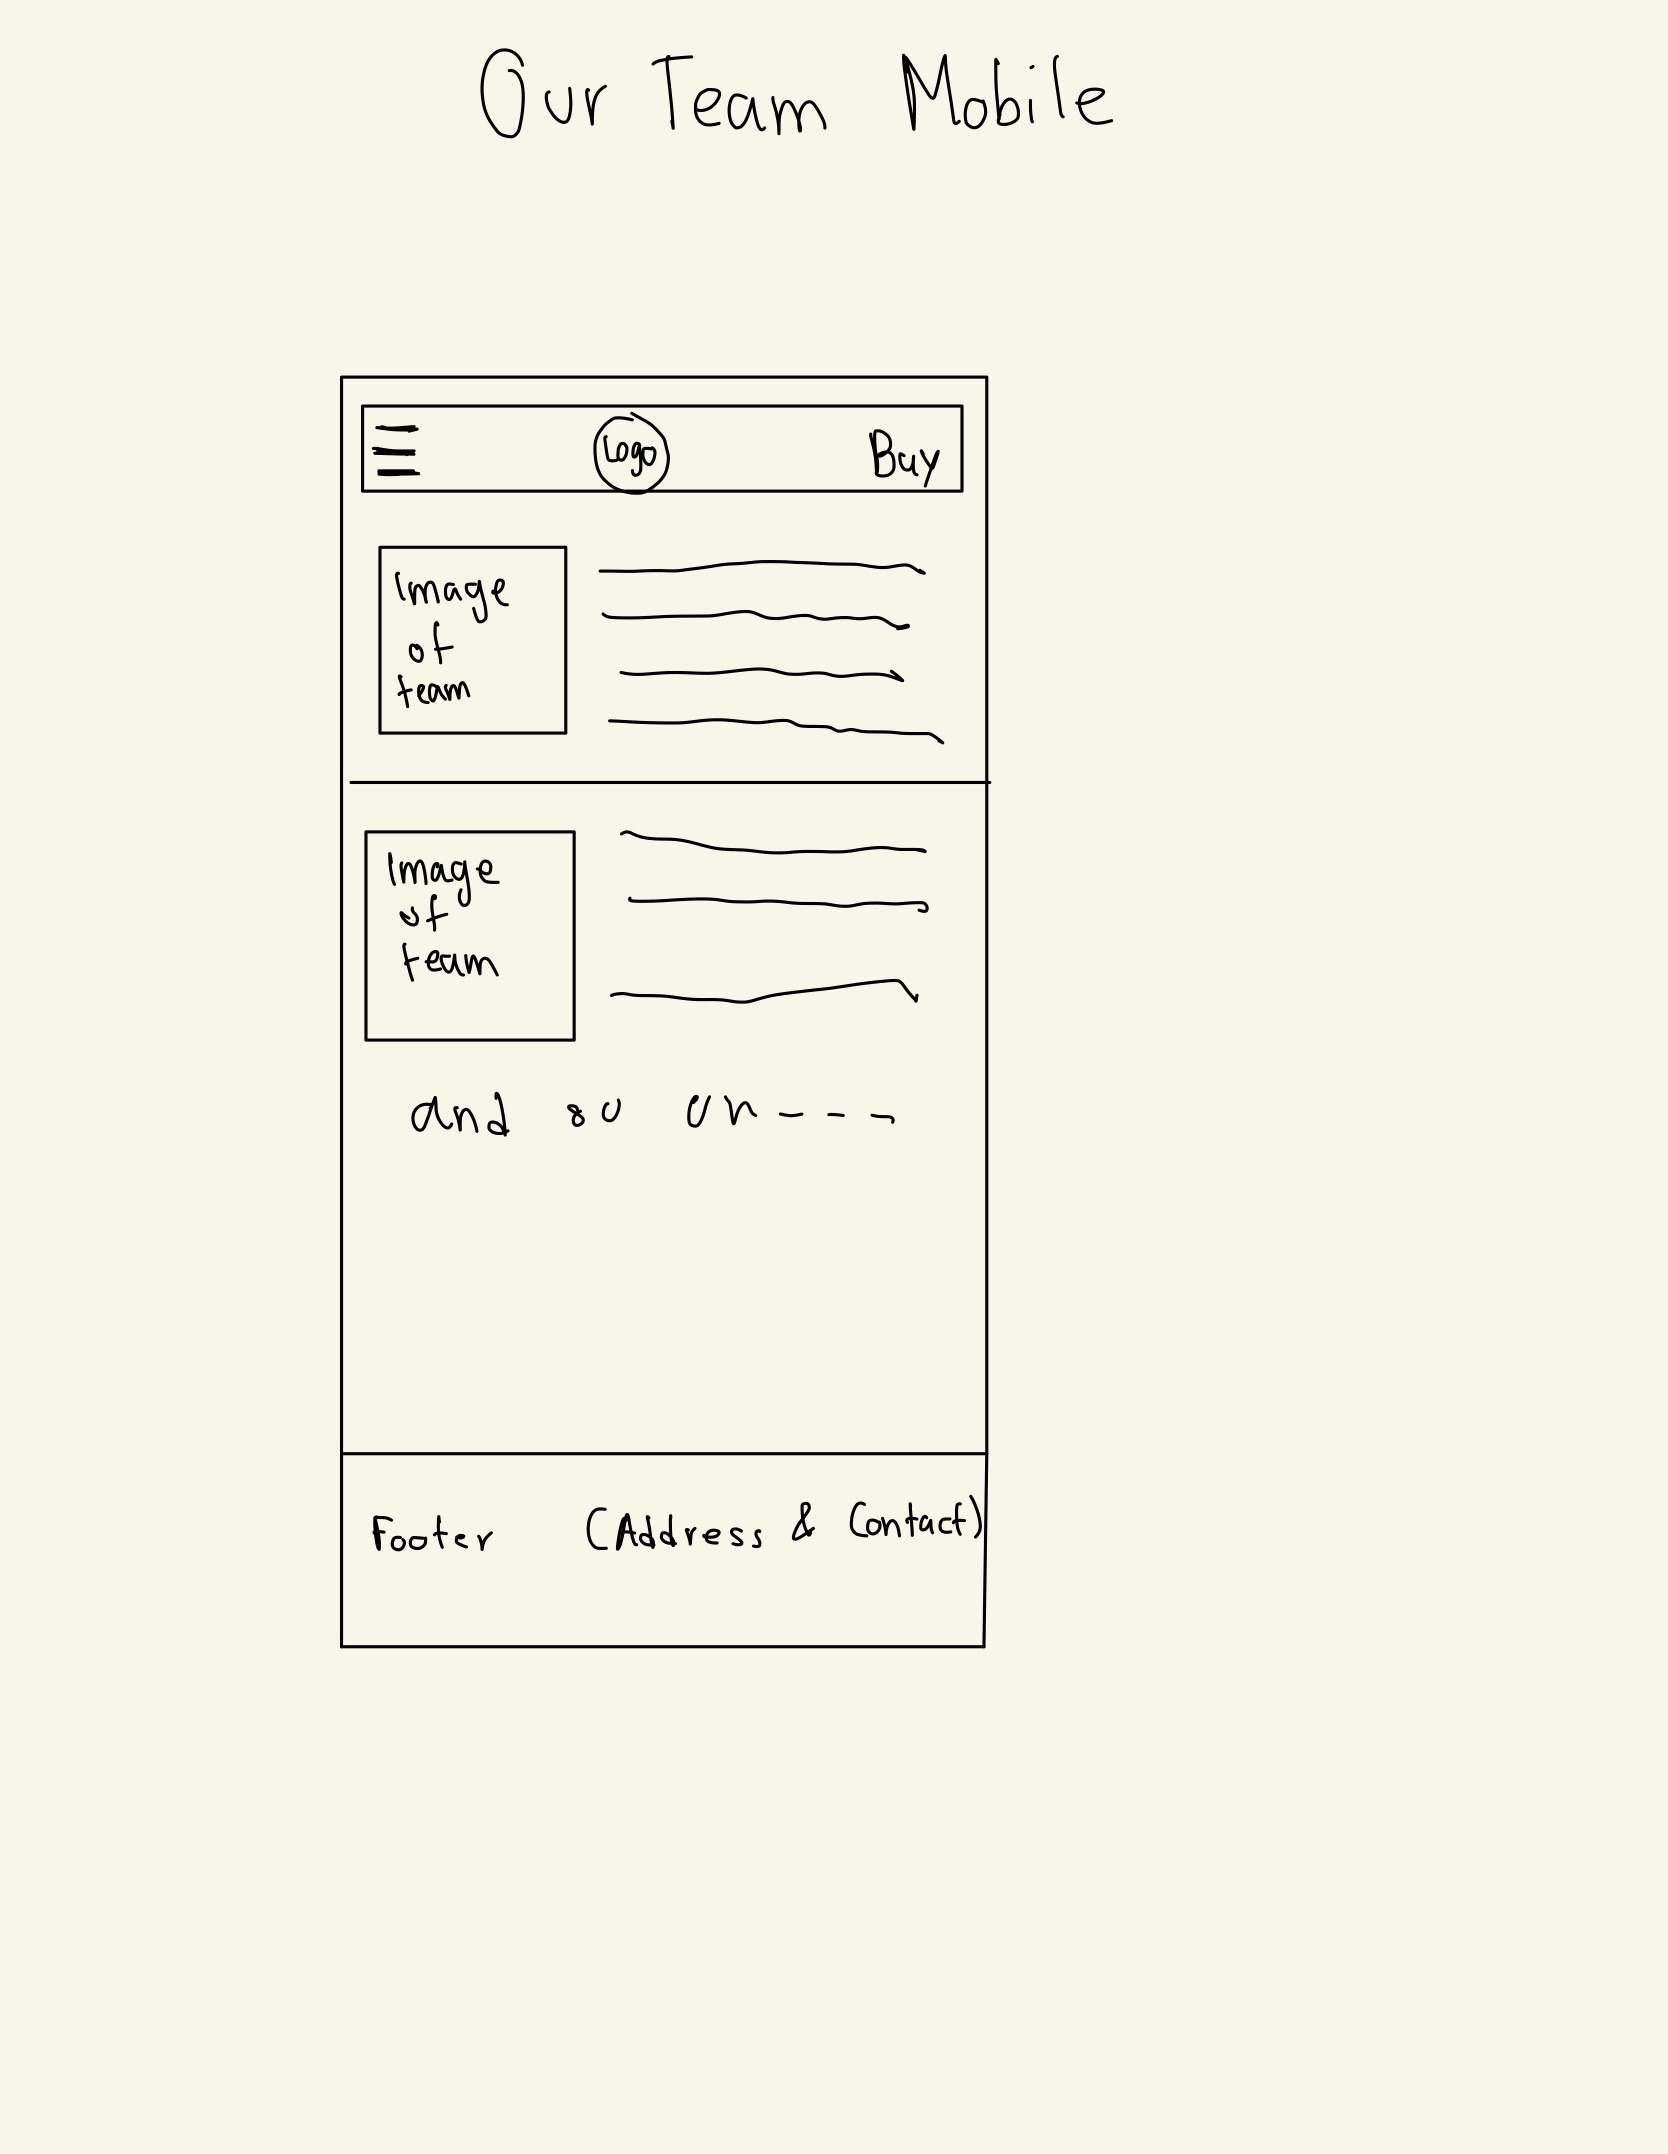 Our Team Mobile
Logo
Buy
Image
of
team
Image
of
team
and so on - - -
Footer (Address & Contact)